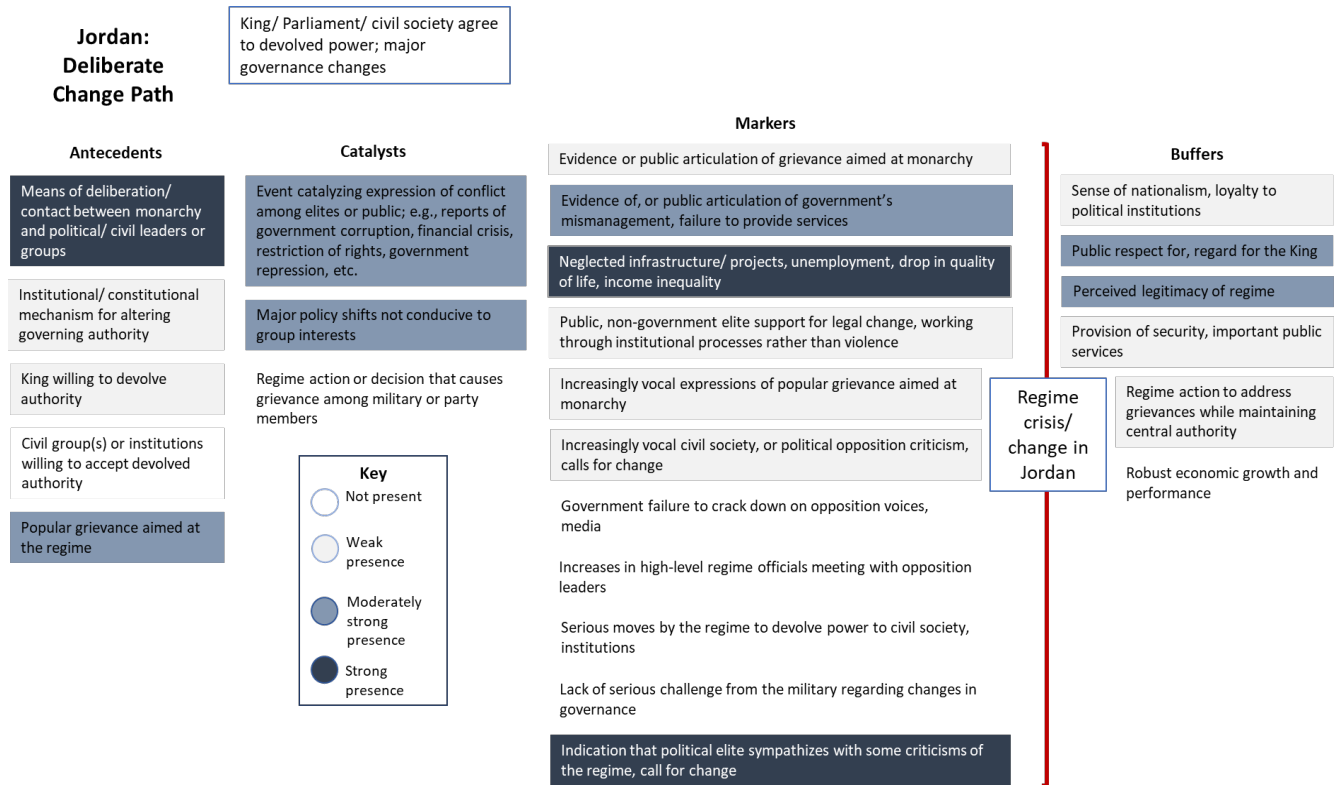 Jordan:
Deliberate
Change Path
King/ Parliament/ civil society agree
to devolved power; major
governance changes
Antecedents
Means of deliberation/
contact between monarchy
and political/ civil leaders or
groups
Institutional/ constitutional
mechanism for altering
governing authority
King willing to devolve
authority
Civil group(s) or institutions
willing to accept devolved
authority
Popular grievance aimed at
the regime
Catalysts
Event catalyzing expression of conflict
among elites or public; e.g., reports of
government corruption, financial crisis,
restriction of rights, government
repression, etc.
Major policy shifts not conducive to
group interests
Regime action or decision that causes
grievance among military or party
members
Key
Not present
Weak
presence
Moderately
strong
presence
Strong
presence
Markers
Evidence or public articulation of grievance aimed at monarchy
Evidence of, or public articulation of government's
mismanagement, failure to provide services
Neglected infrastructure/ projects, unemployment, drop in quality
of life, income inequality
Public, non-government elite support for legal change, working
through institutional processes rather than violence
Increasingly vocal expressions of popular grievance aimed at
monarchy
Increasingly vocal civil society, or political opposition criticism,
calls for change
Government failure to crack down on opposition voices,
media
Increases in high-level regime officials meeting with opposition
leaders
Serious moves by the regime to devolve power to civil society,
institutions
Lack of serious challenge from the military regarding changes in
governance
Indication that political elite sympathizes with some criticisms of
the regime, call for change
Regime
crisis/
change in
Jordan
Buffers
Sense of nationalism, loyalty to
political institutions
Public respect for, regard for the King
Perceived legitimacy of regime
Provision of security, important public
services
Regime action to address
grievances while maintaining
central authority
Robust economic growth and
performance